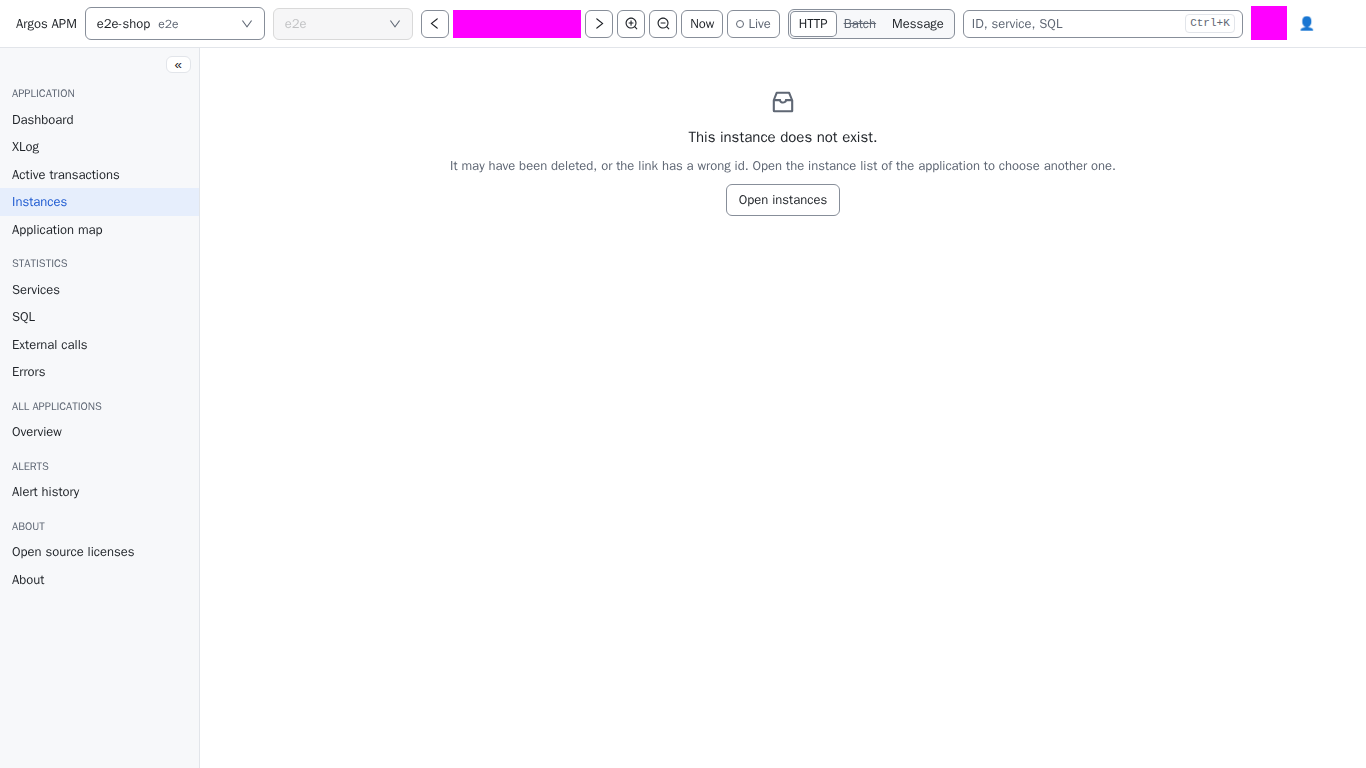 Argos APM
e2e-shop e2e
e2e
Now
Live
HTTP
Batch
Message
ID, service, SQL
Ctrl+K
«
APPLICATION
Dashboard
XLog
Active transactions
Instances
Application map
STATISTICS
Services
SQL
External calls
Errors
ALL APPLICATIONS
Overview
ALERTS
Alert history
ABOUT
Open source licenses
About
This instance does not exist.
It may have been deleted, or the link has a wrong id. Open the instance list of the application to choose another one.
Open instances